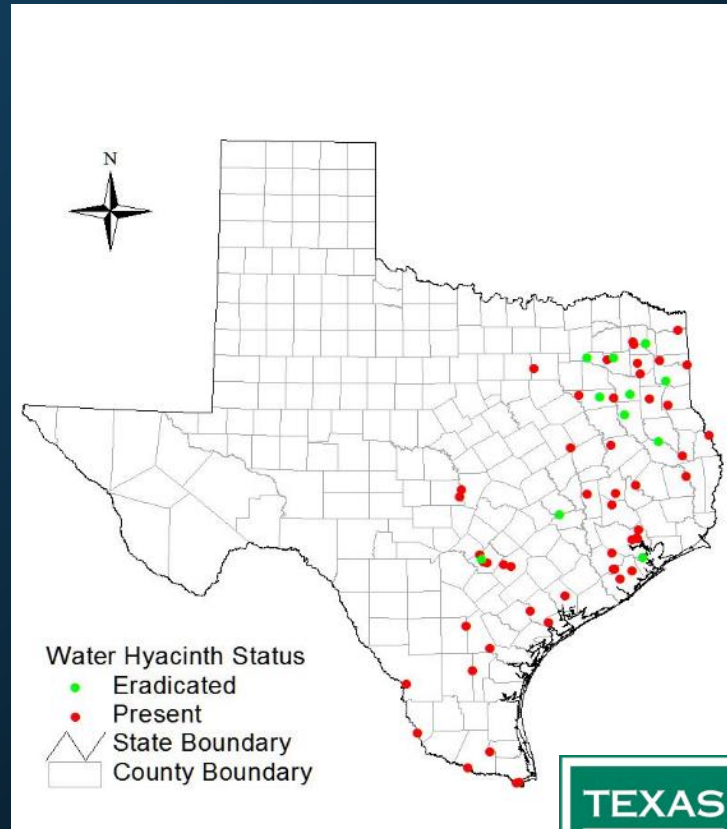 N
Water Hyacinth Status
Eradicated
Present
State Boundary
County Boundary
TEXAS